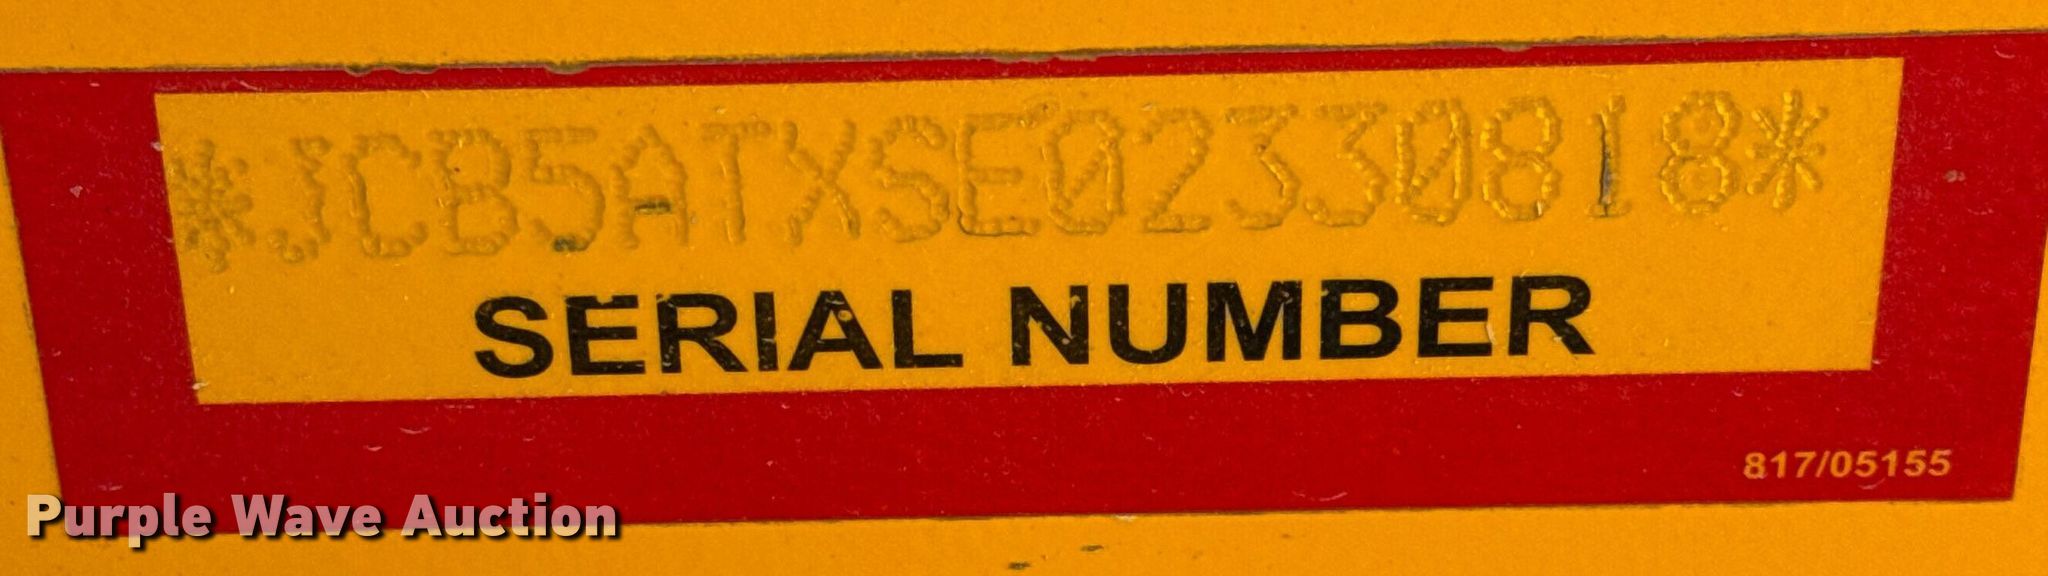 *JCB5ATXSE02330818*
SERIAL NUMBER
817/05155
Purple Wave Auction